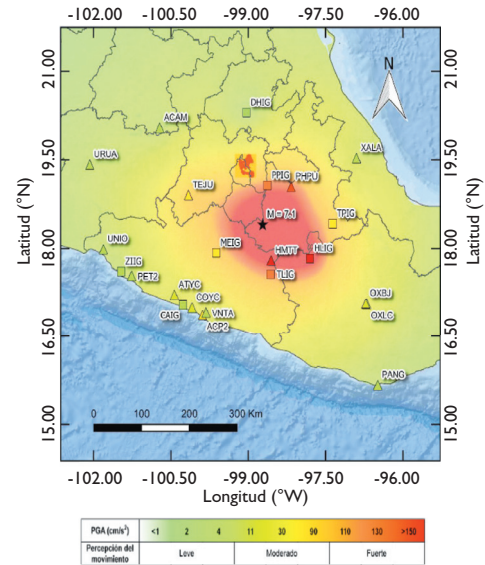 -102.00 -100.50 -99.00 -97.50 -96.00
21.00 21.00
N
DHIG
ACAM
19.50 19.50
XALA
URUA
PPIG PHPU
TEJU
TPIG
M = 7.1
Latitud (°N) Latitud (°N)
18.00 18.00
UNIO
MEIG
HMTT HLIG
ZIIG
PET2
TLIG
ATYC
COYC
OXBJ
CAIG VNTA OXLC
ACP2
16.50 16.50
PANG
0 100 200 300 Km
15.00 15.00
-102.00 -100.50 -99.00 -97.50 -96.00
Longitud (°W)
PGA (cm/s²) <1 2 4 11 30 90 110 130 >150
Percepción del movimiento Leve Moderado Fuerte